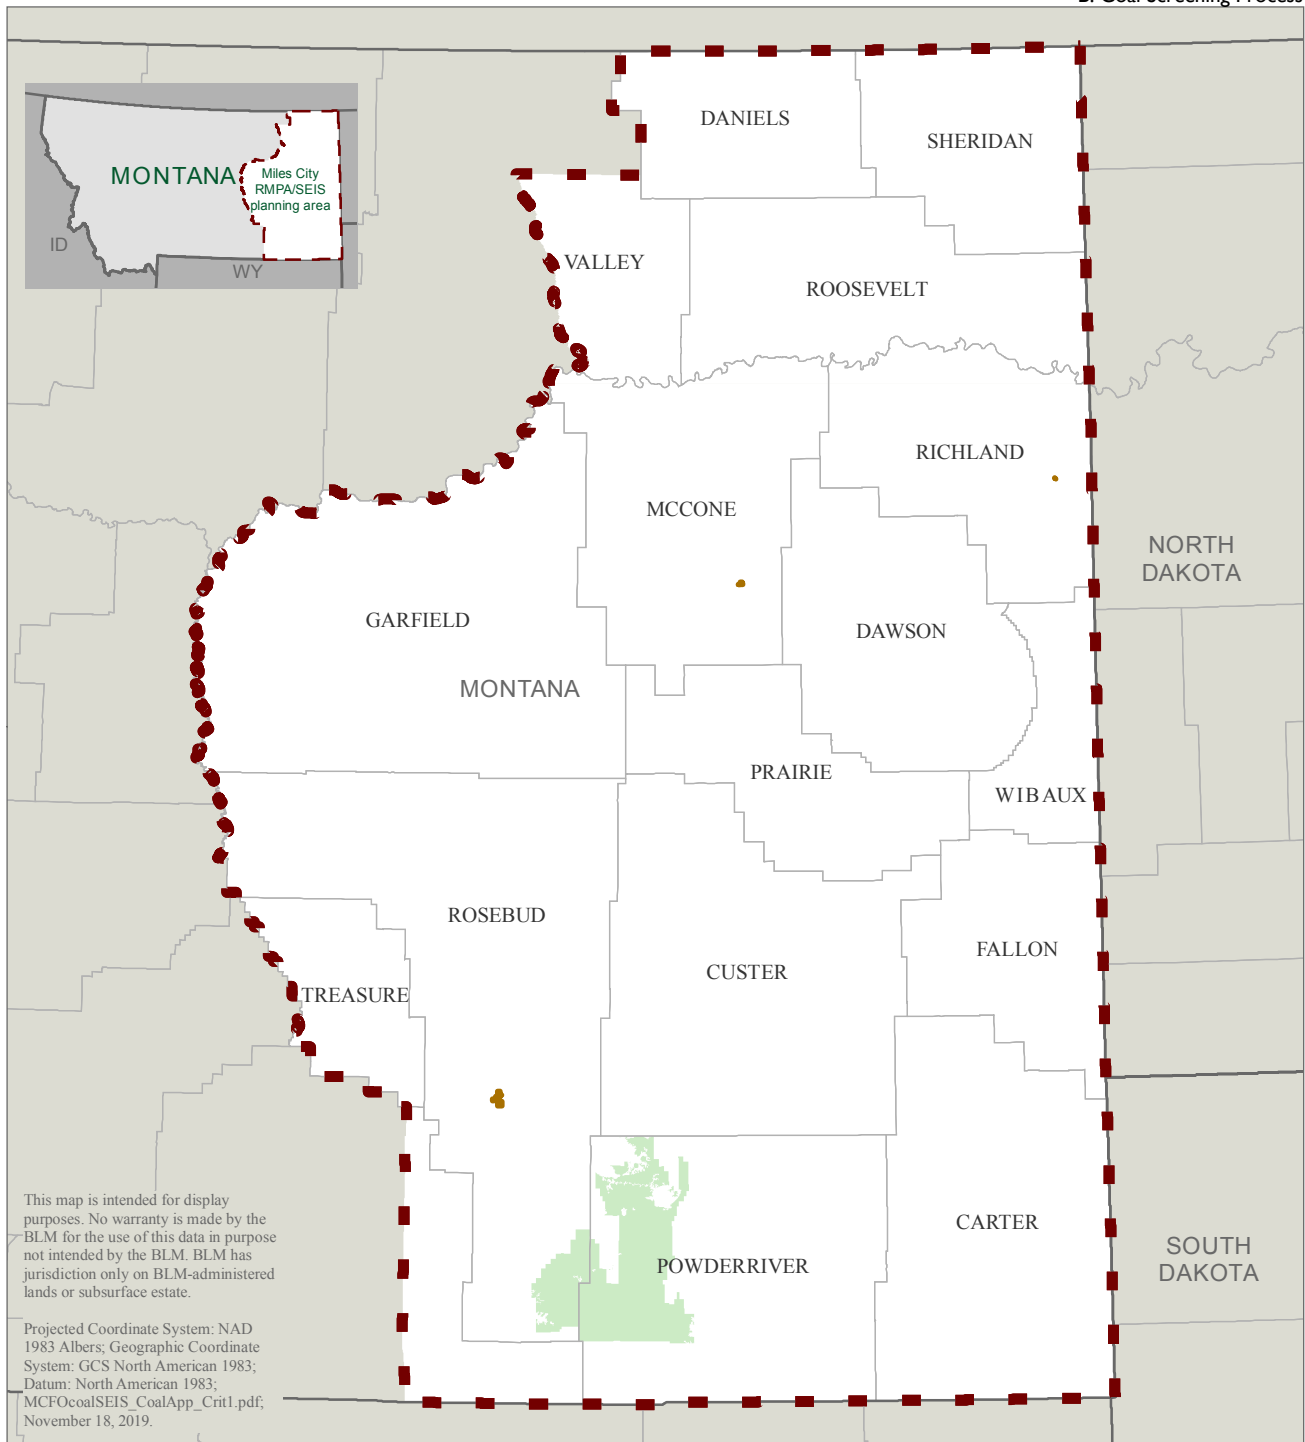 B. Coal Screening Process
DANIELS
SHERIDAN
MONTANA
Miles City
RMPA/SEIS
planning area
ID
WY
VALLEY
ROOSEVELT
RICHLAND
MCCONE
NORTH
DAKOTA
GARFIELD
DAWSON
MONTANA
PRAIRIE
WIBAUX
ROSEBUD
FALLON
CUSTER
TREASURE
This map is intended for display
purposes. No warranty is made by the
BLM for the use of this data in purpose
not intended by the BLM. BLM has
jurisdiction only on BLM-administered
lands or subsurface estate.
CARTER
SOUTH
DAKOTA
POWDERRIVER
Projected Coordinate System: NAD
1983 Albers; Geographic Coordinate
System: GCS North American 1983;
Datum: North American 1983;
MCFOcoalSEIS_CoalApp_Crit1.pdf;
November 18, 2019.